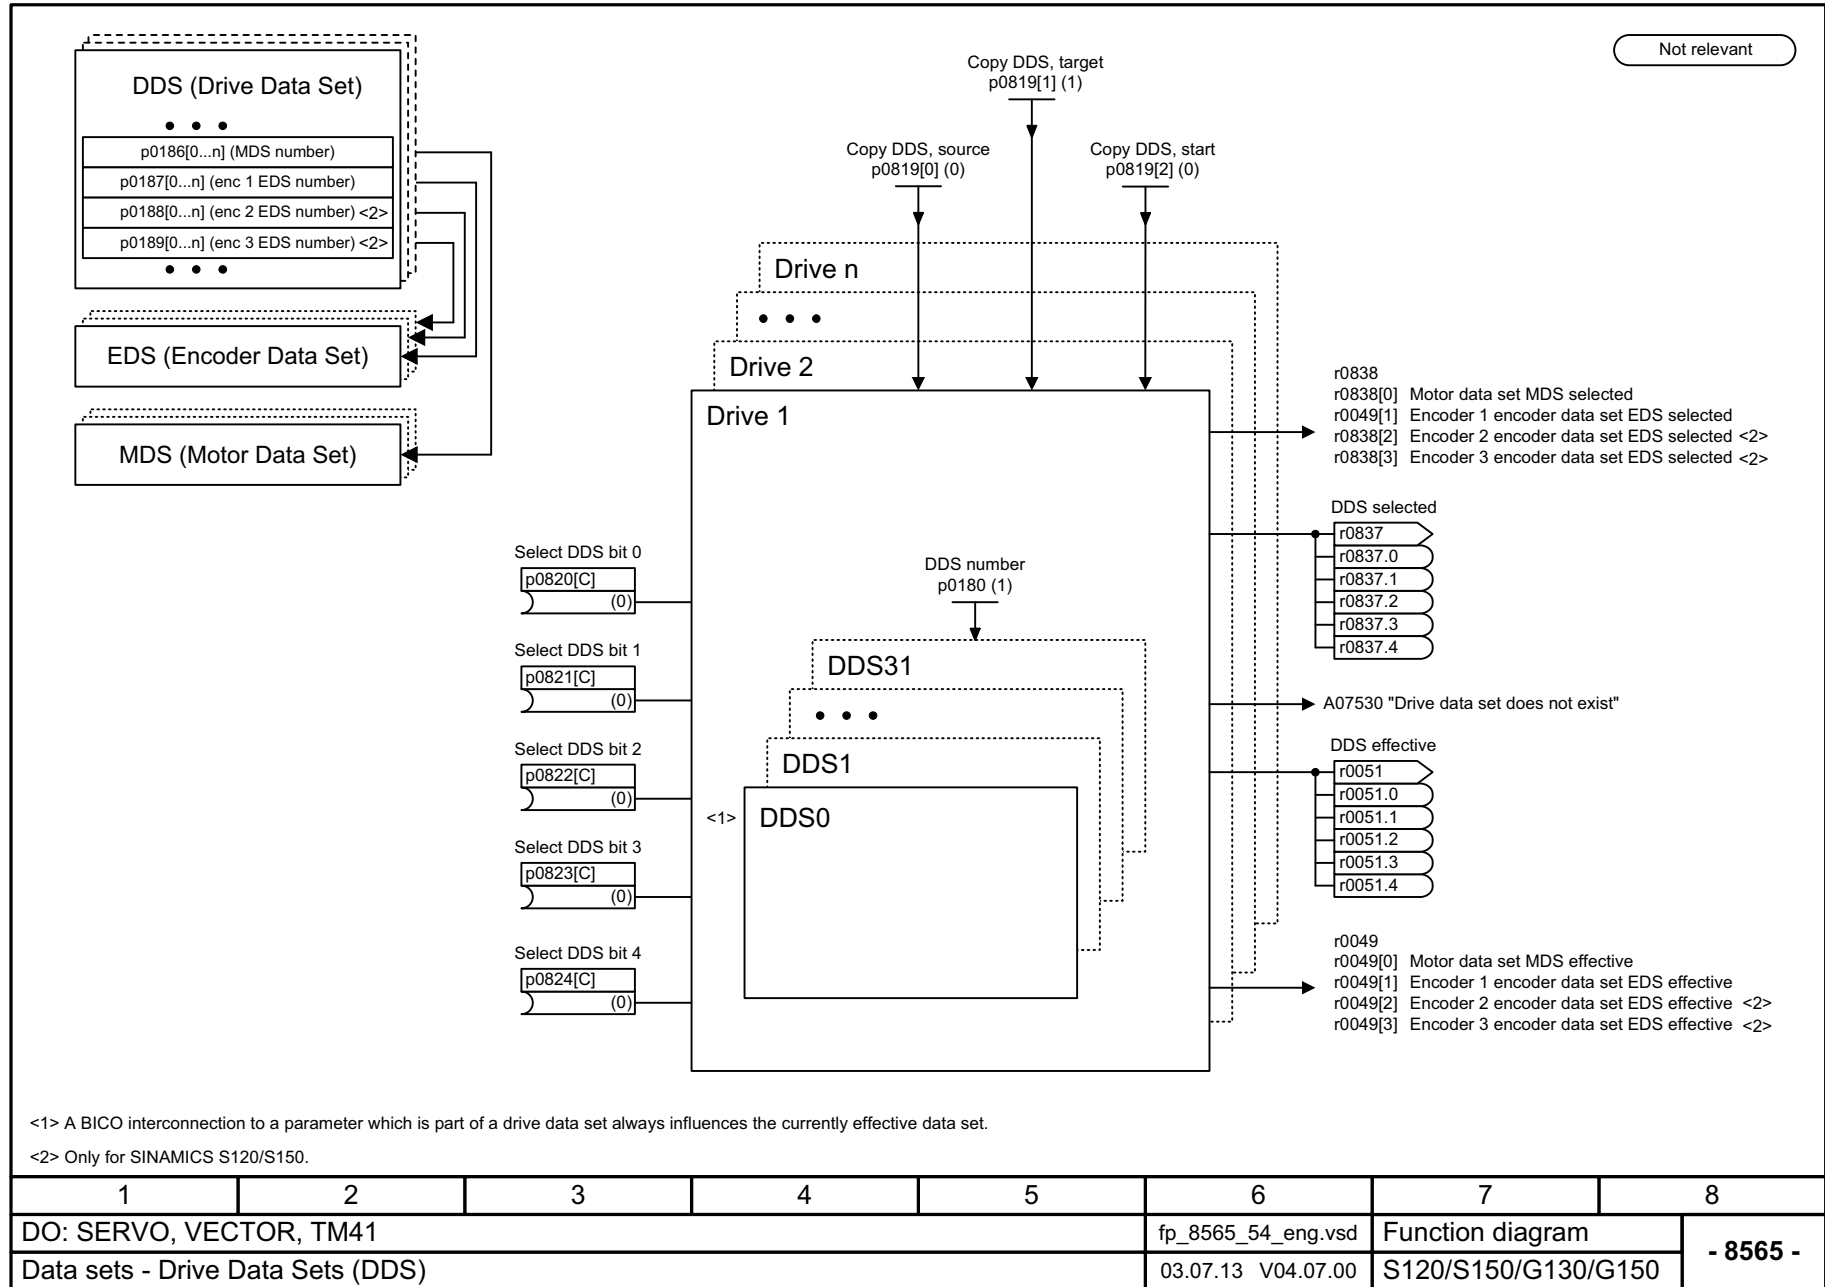 Not relevant
DDS (Drive Data Set)
p0186[0...n] (MDS number)
p0187[0...n] (enc 1 EDS number)
p0188[0...n] (enc 2 EDS number) <2>
p0189[0...n] (enc 3 EDS number) <2>
EDS (Encoder Data Set)
MDS (Motor Data Set)
Copy DDS, target
p0819[1] (1)
Copy DDS, source
p0819[0] (0)
Copy DDS, start
p0819[2] (0)
Drive n
Drive 2
Drive 1
Select DDS bit 0
p0820[C]
(0)
Select DDS bit 1
p0821[C]
(0)
Select DDS bit 2
p0822[C]
(0)
Select DDS bit 3
p0823[C]
(0)
Select DDS bit 4
p0824[C]
(0)
DDS number
p0180 (1)
DDS31
DDS1
<1>
DDS0
r0838
r0838[0] Motor data set MDS selected
r0049[1] Encoder 1 encoder data set EDS selected
r0838[2] Encoder 2 encoder data set EDS selected <2>
r0838[3] Encoder 3 encoder data set EDS selected <2>
DDS selected
r0837
r0837.0
r0837.1
r0837.2
r0837.3
r0837.4
A07530 "Drive data set does not exist"
DDS effective
r0051
r0051.0
r0051.1
r0051.2
r0051.3
r0051.4
r0049
r0049[0] Motor data set MDS effective
r0049[1] Encoder 1 encoder data set EDS effective
r0049[2] Encoder 2 encoder data set EDS effective <2>
r0049[3] Encoder 3 encoder data set EDS effective <2>
<1> A BICO interconnection to a parameter which is part of a drive data set always influences the currently effective data set.
<2> Only for SINAMICS S120/S150.
1 2 3 4 5 6 7 8
DO: SERVO, VECTOR, TM41
fp_8565_54_eng.vsd
Function diagram
- 8565 -
Data sets - Drive Data Sets (DDS)
03.07.13 V04.07.00
S120/S150/G130/G150